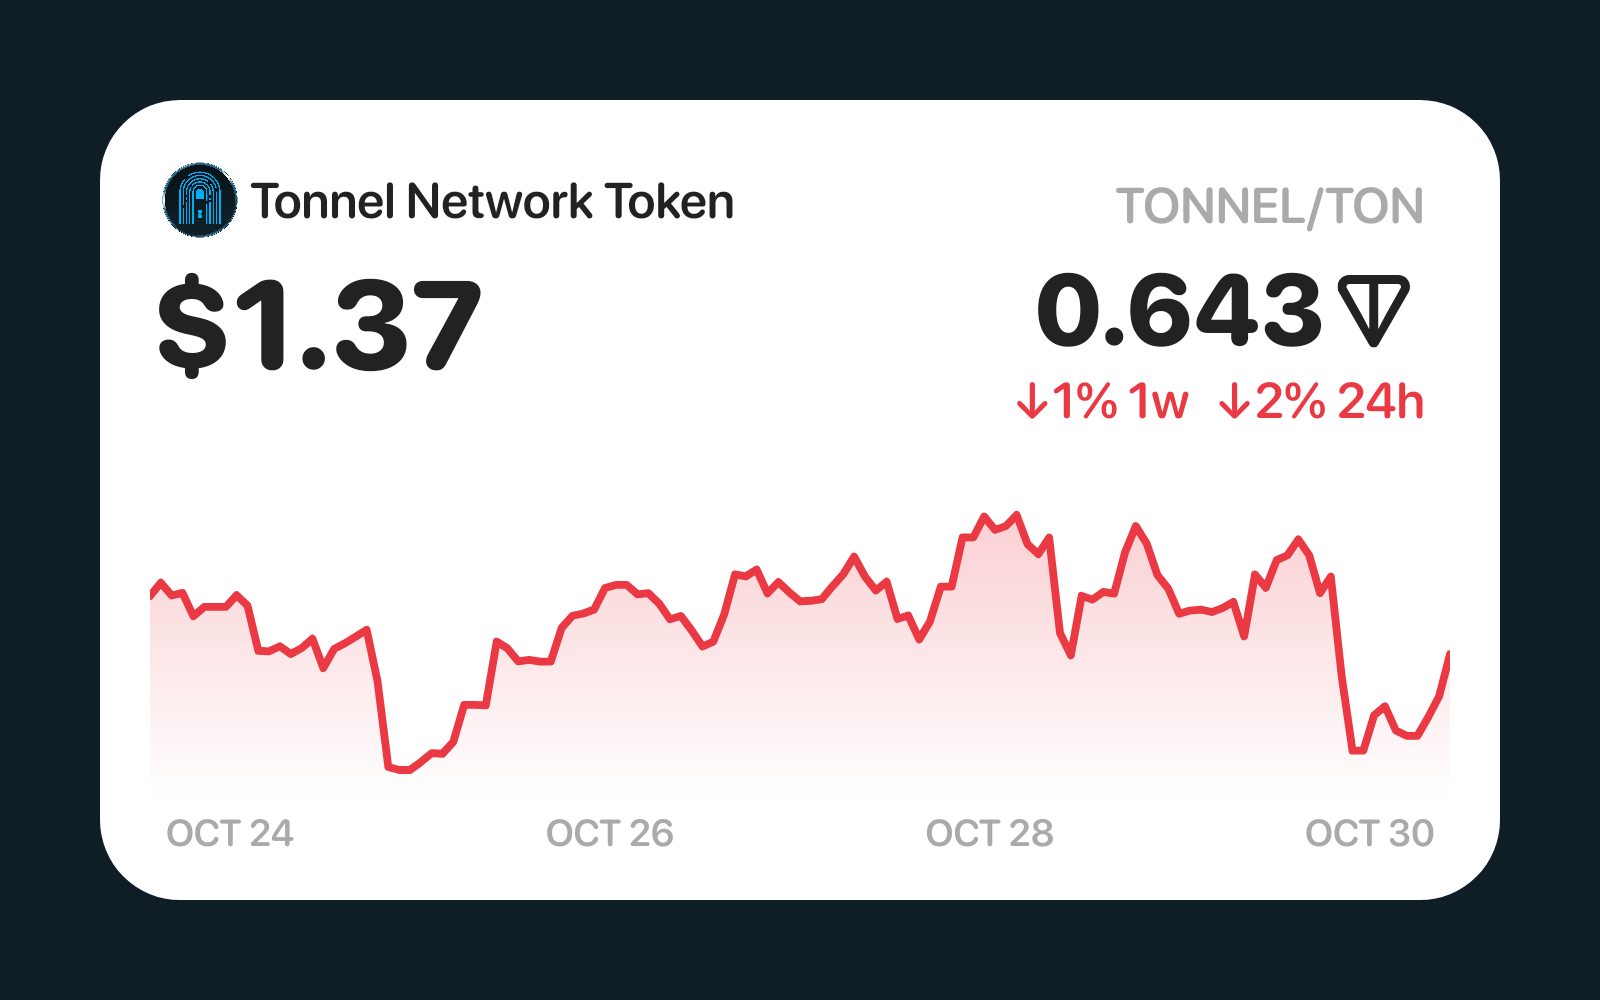 Tonnel Network Token
TONNEL/TON
$1.37
0.643
↓1% 1w ↓2% 24h
OCT 24 OCT 26 OCT 28 OCT 30